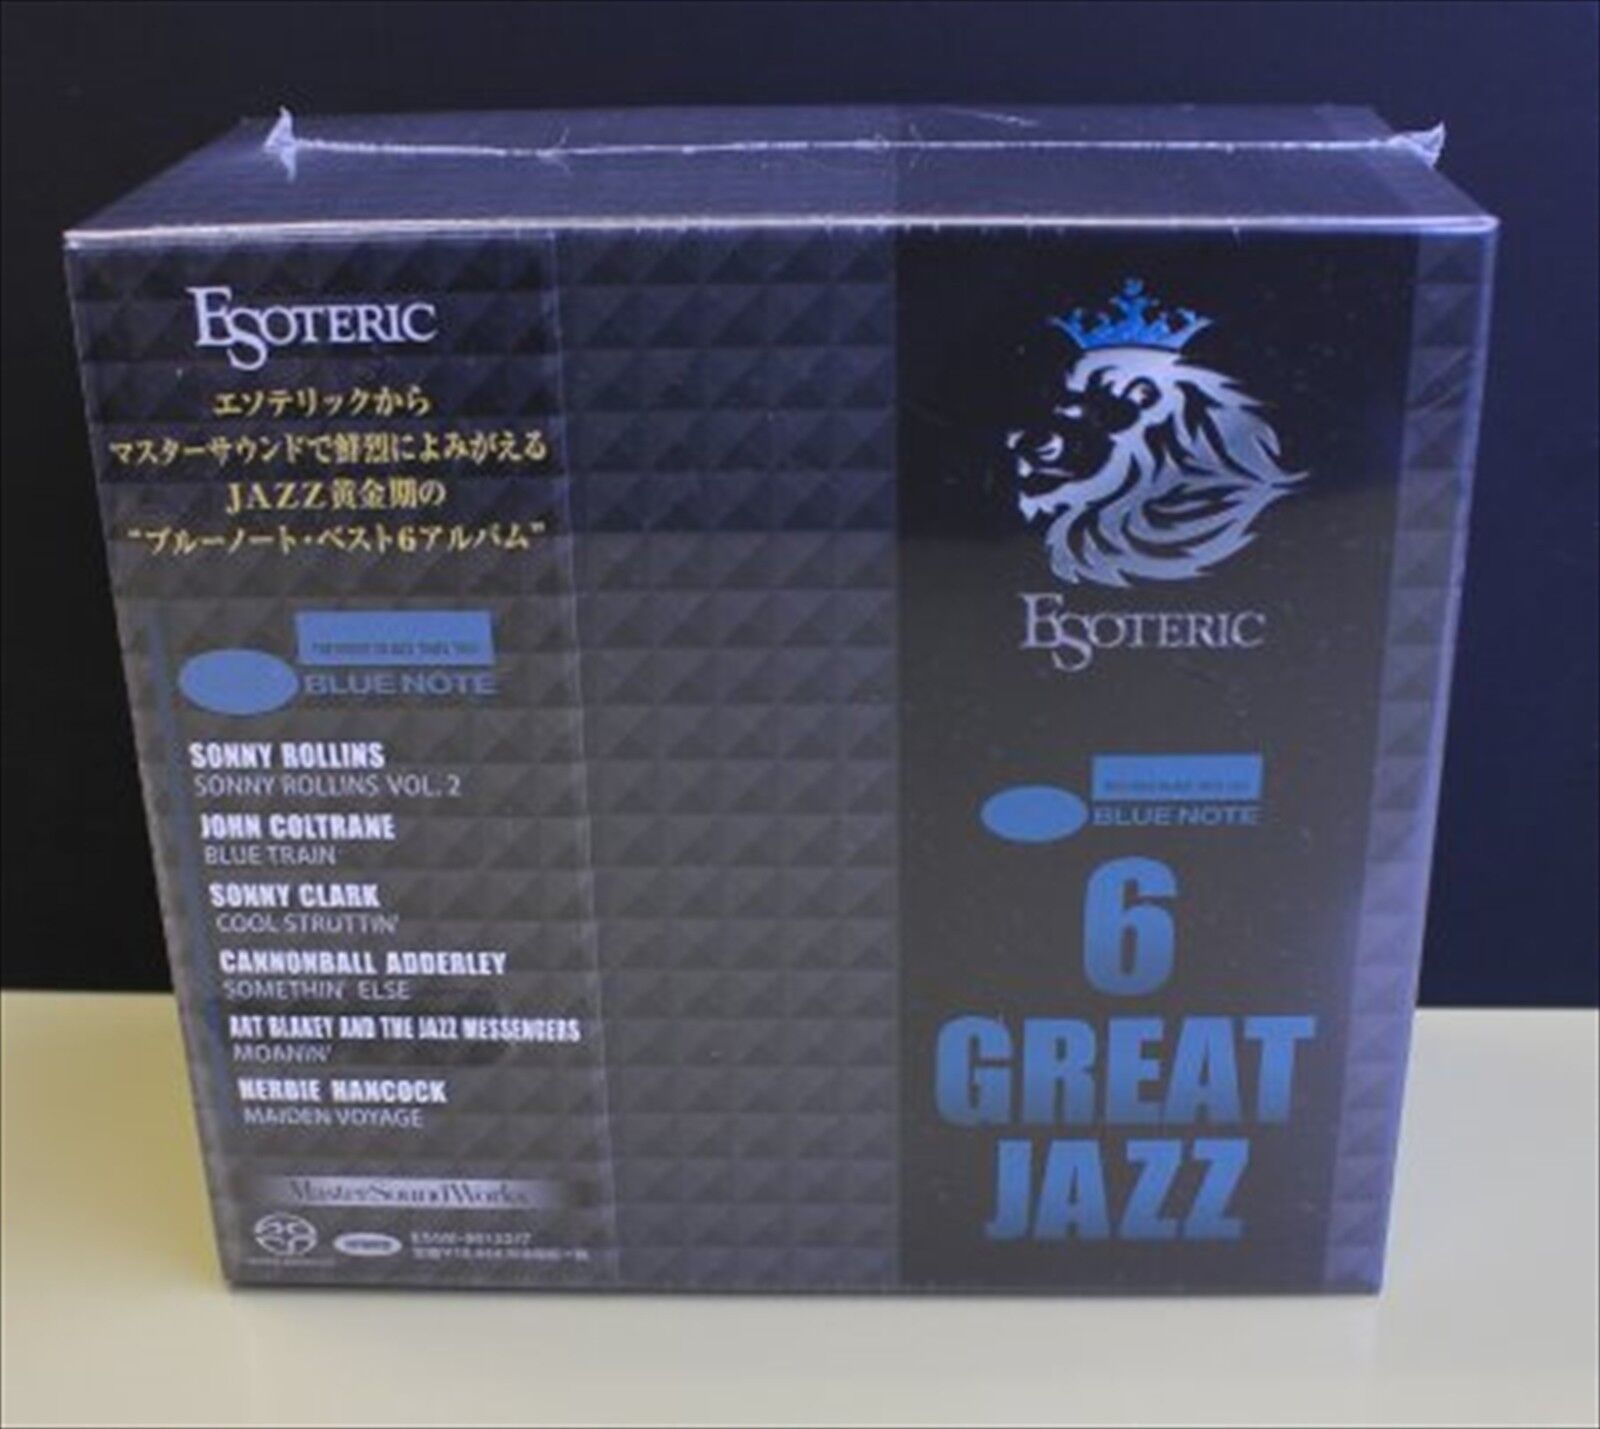 ESOTERIC
エソテリックから
マスターサウンドで鮮烈によみがえる
JAZZ黄金期の
“ブルーノート・ベスト6アルバム”
BLUE NOTE
SONNY ROLLINS
SONNY ROLLINS VOL. 2
JOHN COLTRANE
BLUE TRAIN
SONNY CLARK
COOL STRUTTIN'
CANNONBALL ADDERLEY
SOMETHIN' ELSE
ART BLAKEY AND THE JAZZ MESSENGERS
MOANIN'
HERBIE HANCOCK
MAIDEN VOYAGE
MasterSoundWorks
ESOTERIC
BLUE NOTE
6
GREAT
JAZZ